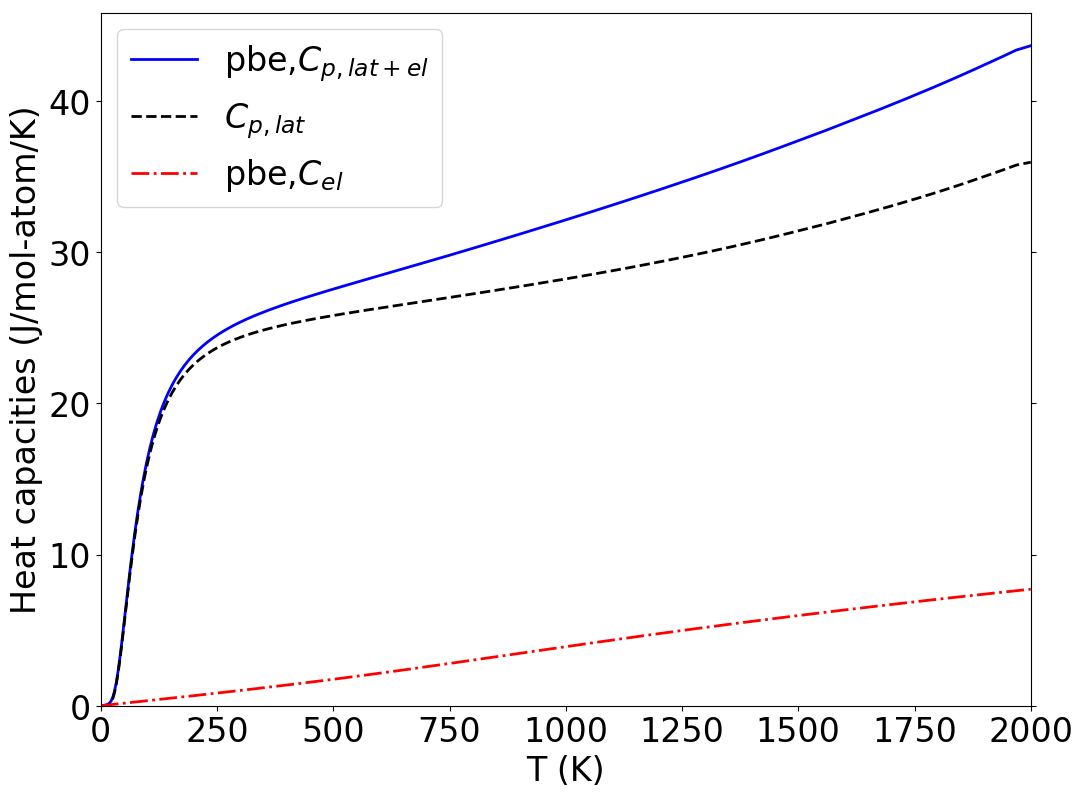 pbe,C_{p,lat+el}
C_{p,lat}
pbe,C_{el}
Heat capacities (J/mol-atom/K)
40
30
20
10
0
0 250 500 750 1000 1250 1500 1750 2000
T (K)